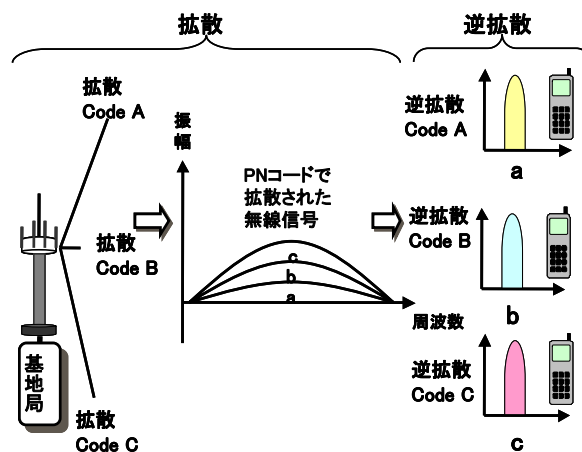 拡散
逆拡散
拡散
Code A
拡散
Code B
拡散
Code C
基地局
振幅
PNコードで
拡散された
無線信号
c
b
a
周波数
逆拡散
Code A
a
逆拡散
Code B
b
逆拡散
Code C
c